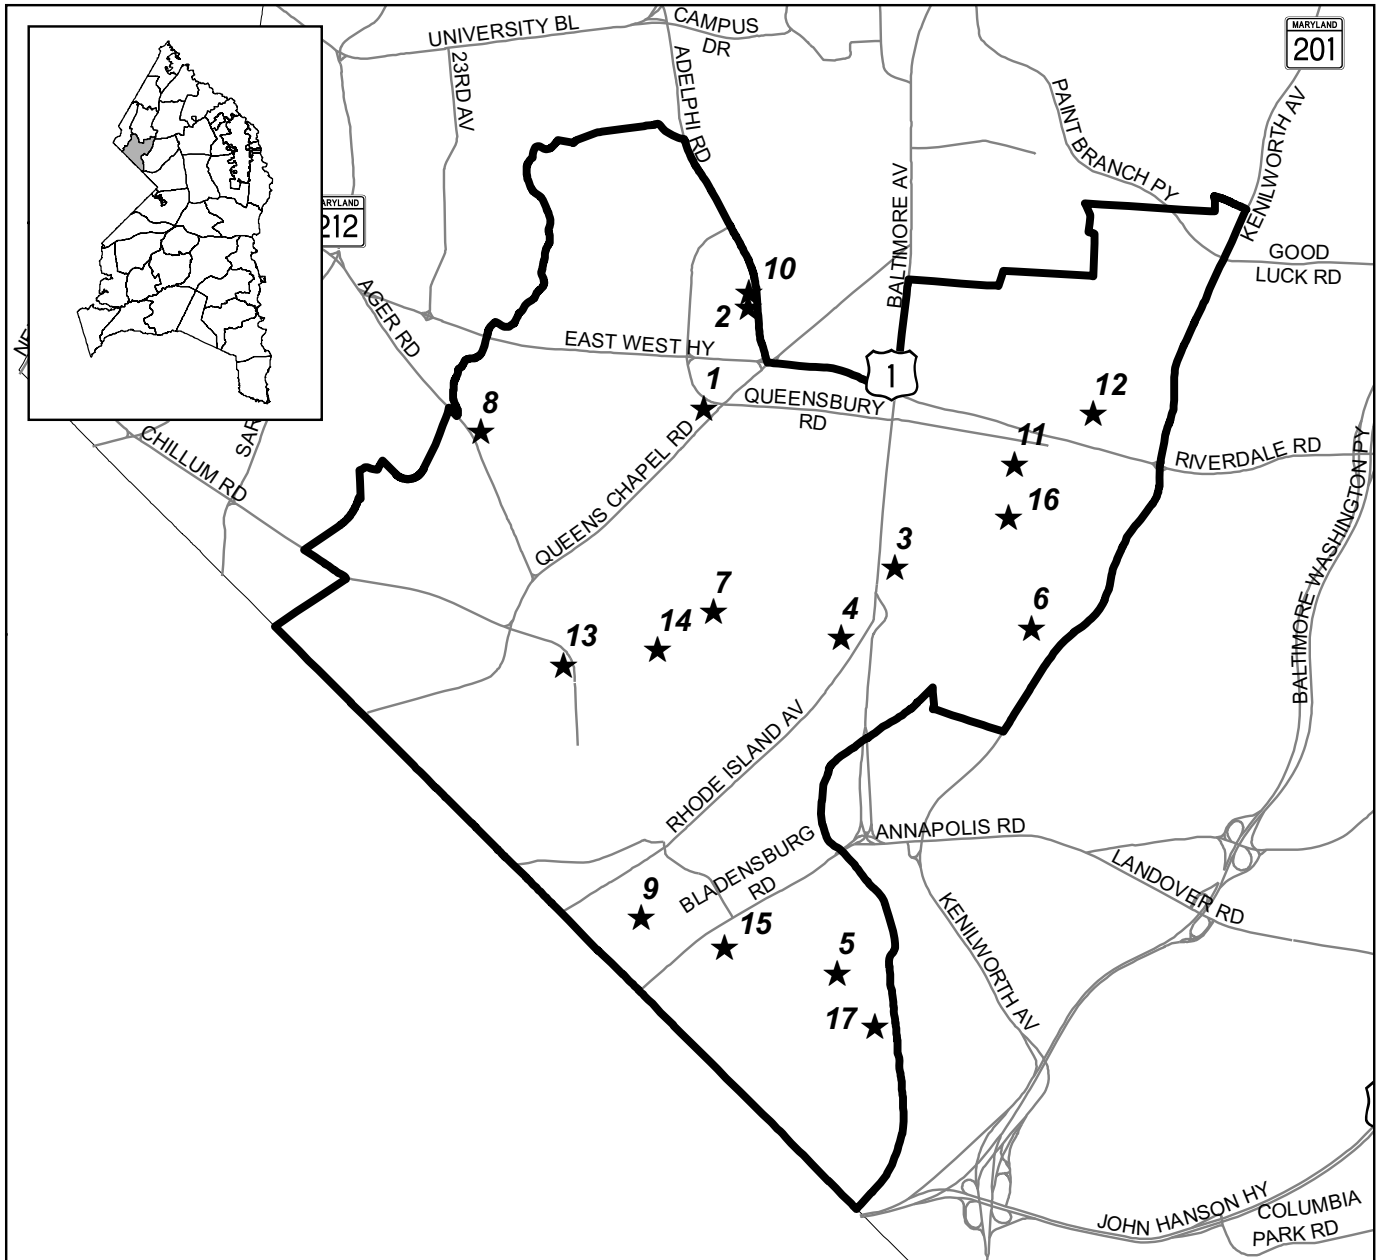 UNIVERSITY BL
CAMPUS
DR
MARYLAND
201
23RD AV
ADELPHI RD
PAINT BRANCH PY
KENILWORTH AV
BALTIMORE AV
212
GOOD
LUCK RD
10
2
AGER RD
EAST WEST HY
1
1
QUEENSBURY
RD
12
8
11
CHILLUM RD
QUEENS CHAPEL RD
RIVERDALE RD
BALTIMORE WASHINGTON PY
16
3
7
4
6
14
13
RHODE ISLAND AV
ANNAPOLIS RD
BLADENSBURG
RD
LANDOVER RD
9
KENILWORTH AV
15
5
17
JOHN HANSON HY
COLUMBIA
PARK RD